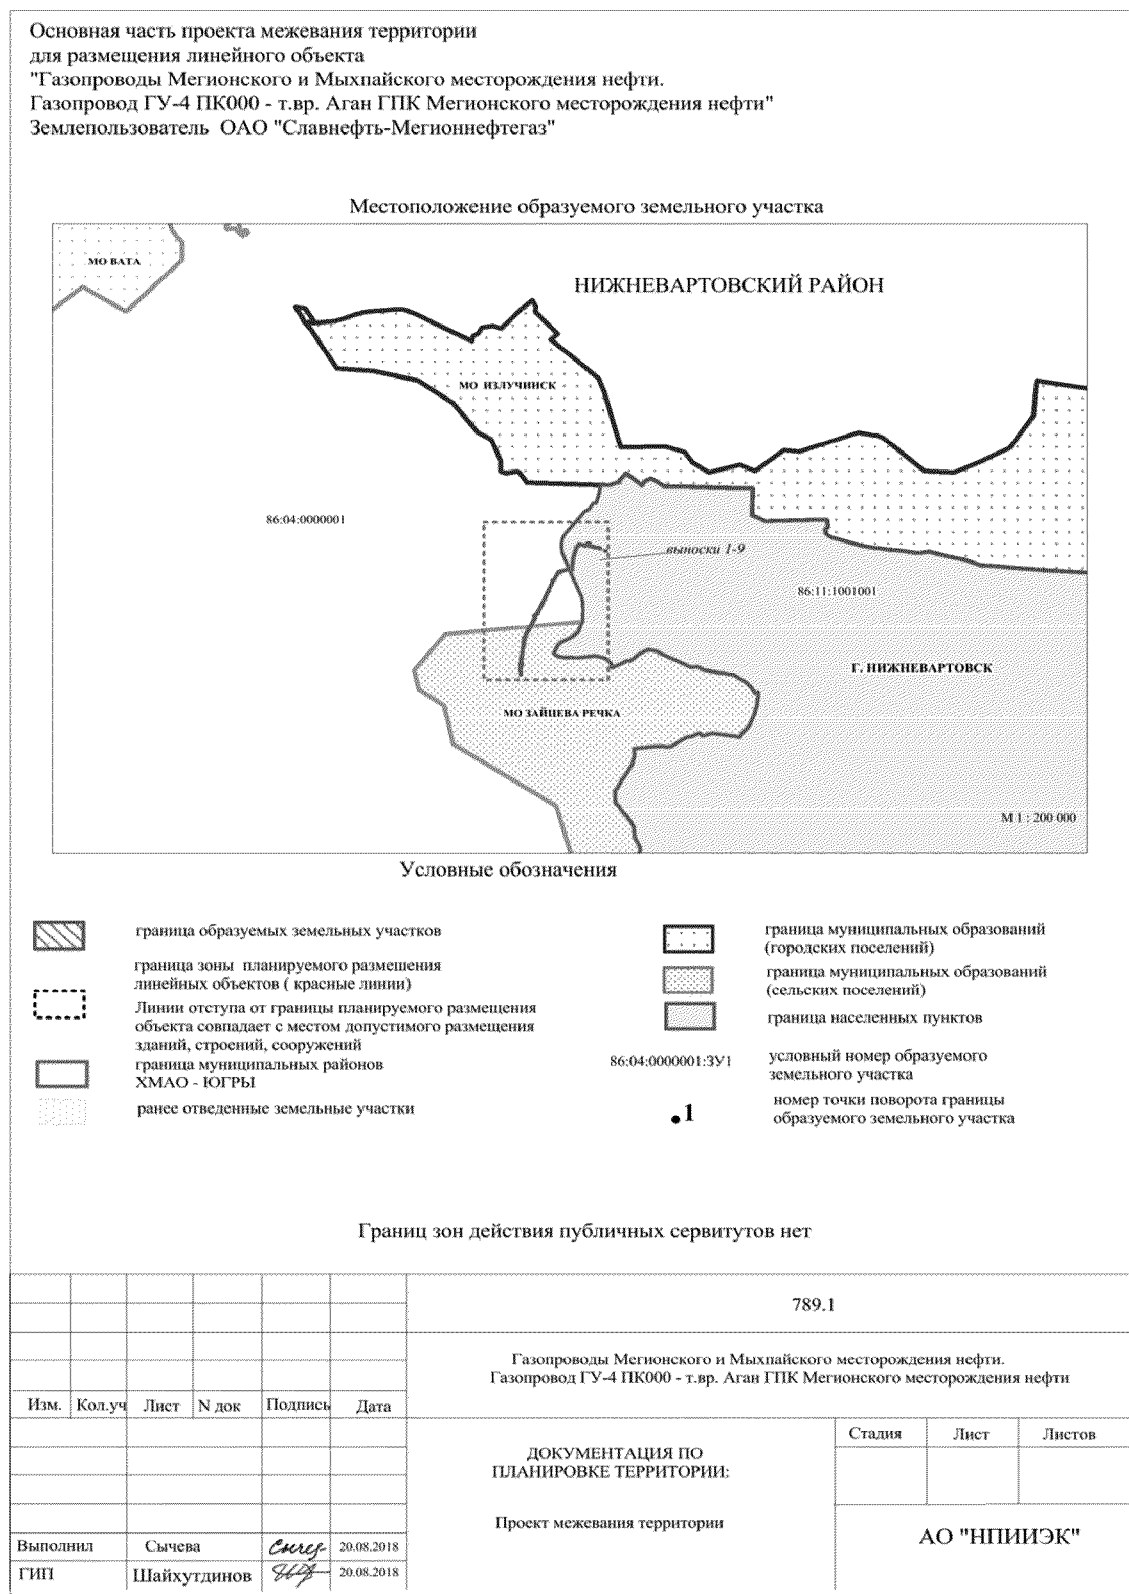 Основная часть проекта межевания территории
для размещения линейного объекта
"Газопроводы Мегионского и Мыхпайского месторождения нефти.
Газопровод ГУ-4 ПК000 - т.вр. Аган ГПК Мегионского месторождения нефти"
Землепользователь ОАО "Славнефть-Мегионнефтегаз"
Местоположение образуемого земельного участка
МО ВАТА
НИЖНЕВАРТОВСКИЙ РАЙОН
МО ИЗЛУЧИНСК
86:04:0000001
выноски 1-9
86:11:1001001
Г. НИЖНЕВАРТОВСК
МО ЗАЙЦЕВА РЕЧКА
М 1 : 200 000
Условные обозначения
граница образуемых земельных участков
граница зоны планируемого размещения
линейных объектов ( красные линии)
Линии отступа от границы планируемого размещения
объекта совпадает с местом допустимого размещения
зданий, строений, сооружений
граница муниципальных районов
ХМАО - ЮГРЫ
ранее отведенные земельные участки
граница муниципальных образований
(городских поселений)
граница муниципальных образований
(сельских поселений)
граница населенных пунктов
86:04:0000001:ЗУ1
условный номер образуемого
земельного участка
.1
номер точки поворота границы
образуемого земельного участка
Границ зон действия публичных сервитутов нет
789.1
Газопроводы Мегионского и Мыхпайского месторождения нефти.
Газопровод ГУ-4 ПК000 - т.вр. Аган ГПК Мегионского месторождения нефти
Изм. Кол.уч Лист N док Подпись Дата
ДОКУМЕНТАЦИЯ ПО
ПЛАНИРОВКЕ ТЕРРИТОРИИ:
Проект межевания территории
Стадия Лист Листов
АО "НПИИЭК"
Выполнил Сычева 20.08.2018
ГИП Шайхутдинов 20.08.2018